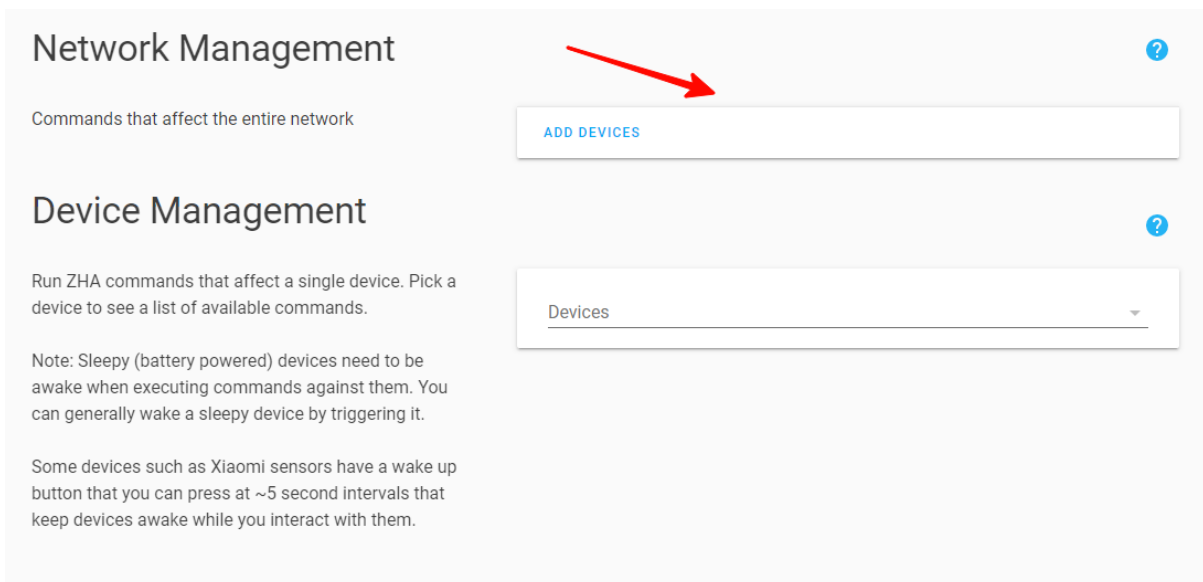 Network Management
Commands that affect the entire network
ADD DEVICES
Device Management
Run ZHA commands that affect a single device. Pick a
device to see a list of available commands.
Note: Sleepy (battery powered) devices need to be
awake when executing commands against them. You
can generally wake a sleepy device by triggering it.
Some devices such as Xiaomi sensors have a wake up
button that you can press at ~5 second intervals that
keep devices awake while you interact with them.
Devices